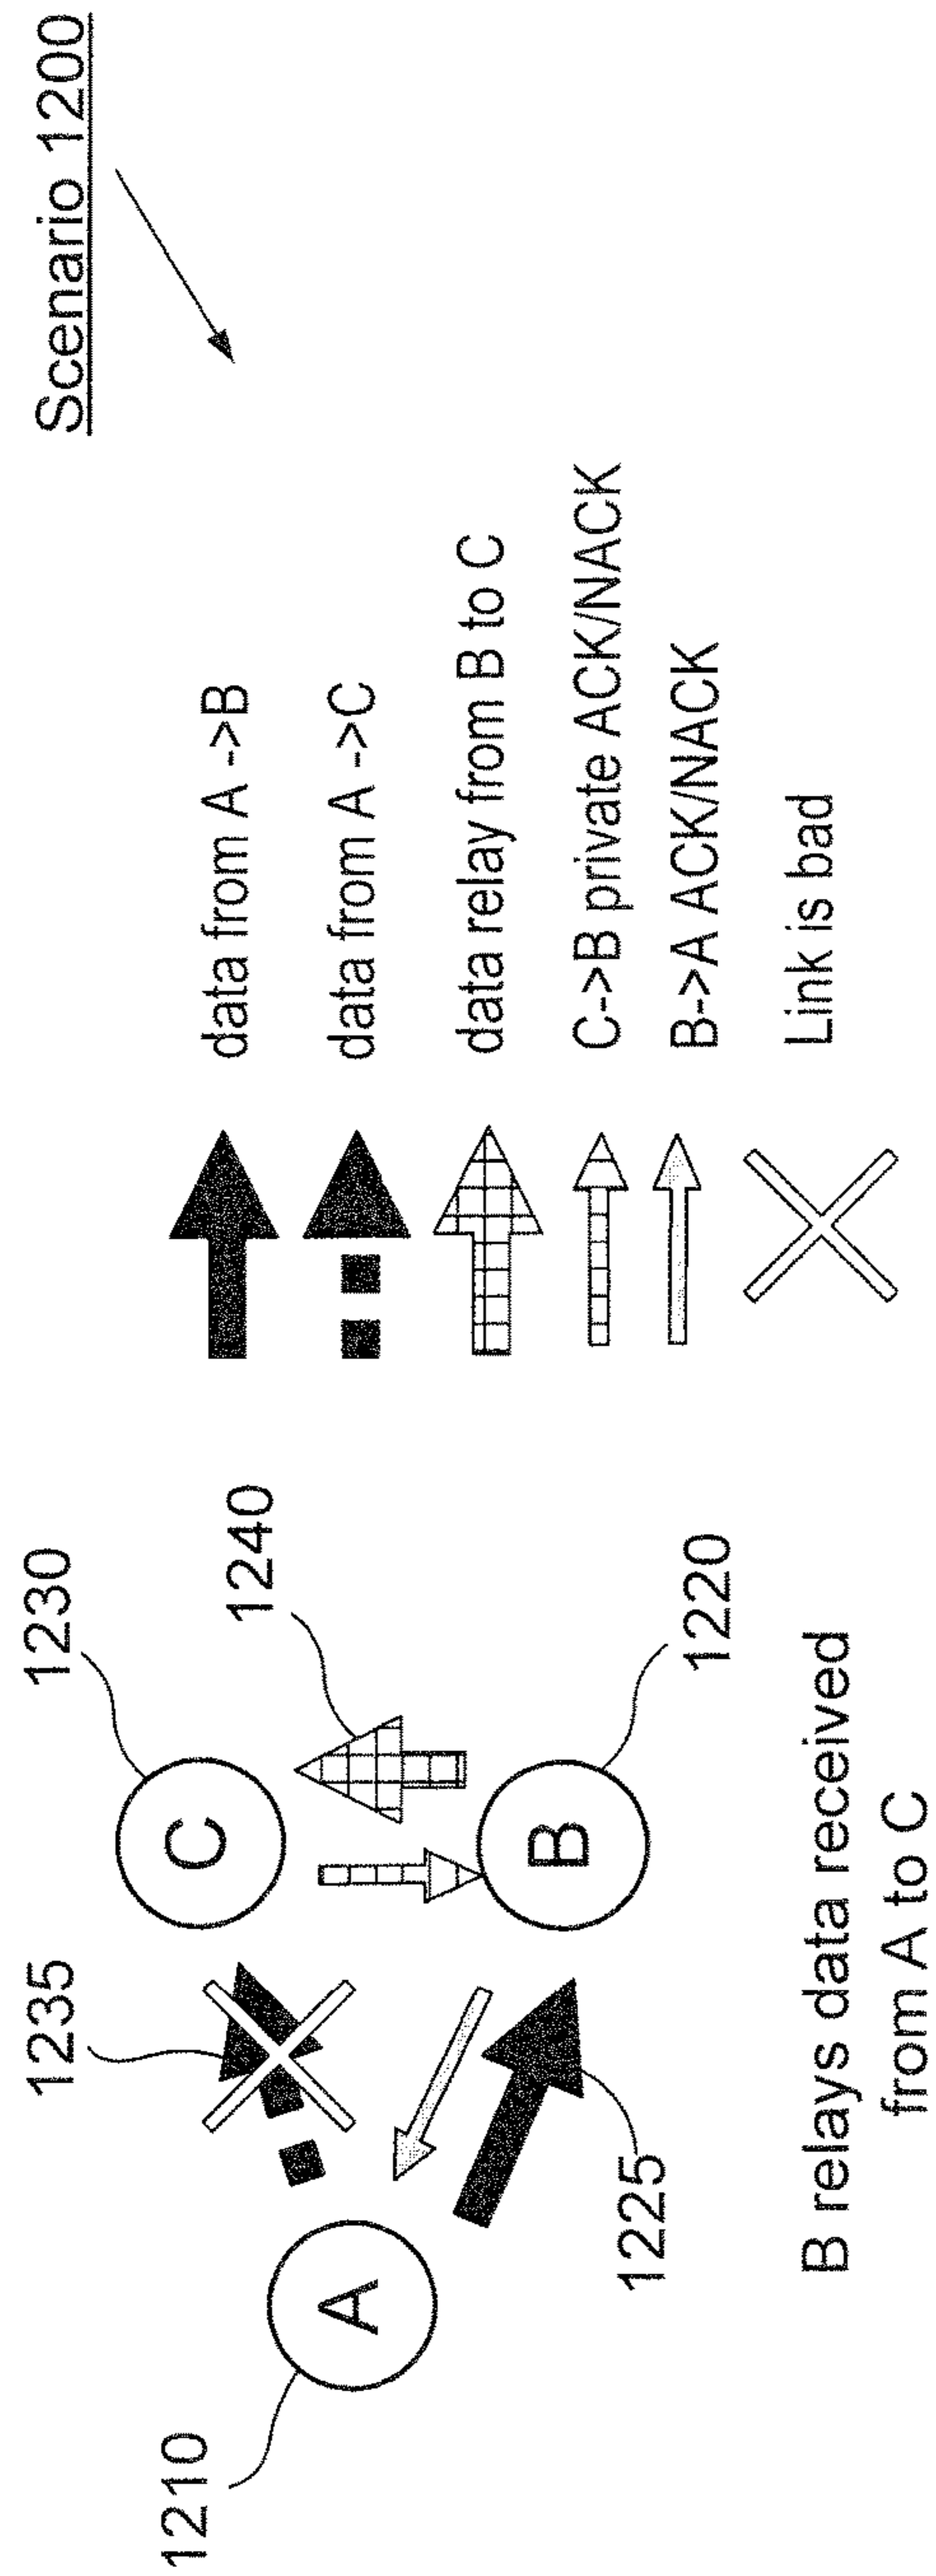 Scenario 1200
1230
1240
1235
C
A
B
1210
1225
1220
B relays data received
from A to C
data from A ->B
data from A ->C
data relay from B to C
C->B private ACK/NACK
B->A ACK/NACK
Link is bad